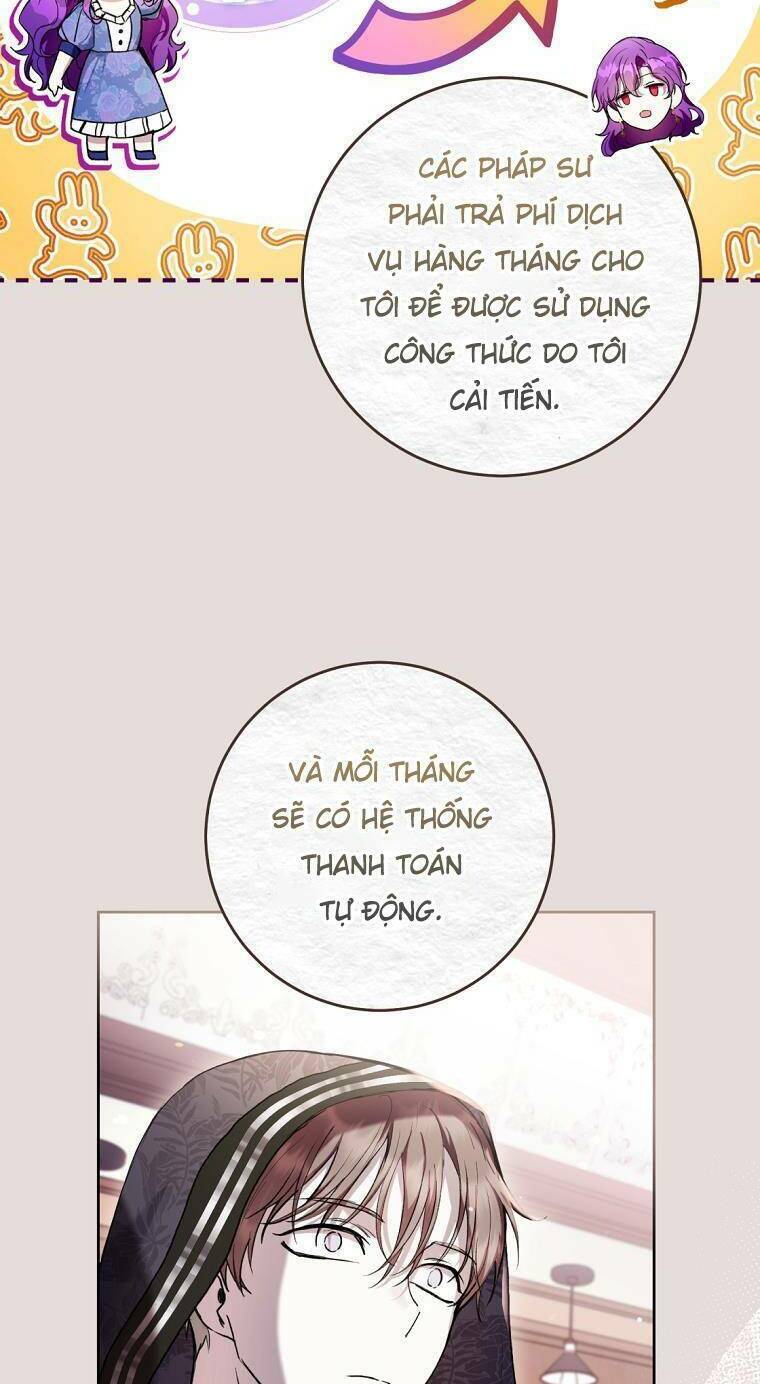 CÁC PHÁP SƯ
PHẢI TRẢ PHÍ DỊCH
VỤ HÀNG THÁNG CHO
TÔI ĐỂ ĐƯỢC SỬ DỤNG
CÔNG THỨC DO TÔI
CẢI TIẾN.
VÀ MỖI THÁNG
SẼ CÓ HỆ THỐNG
THANH TOÁN
TỰ ĐỘNG.